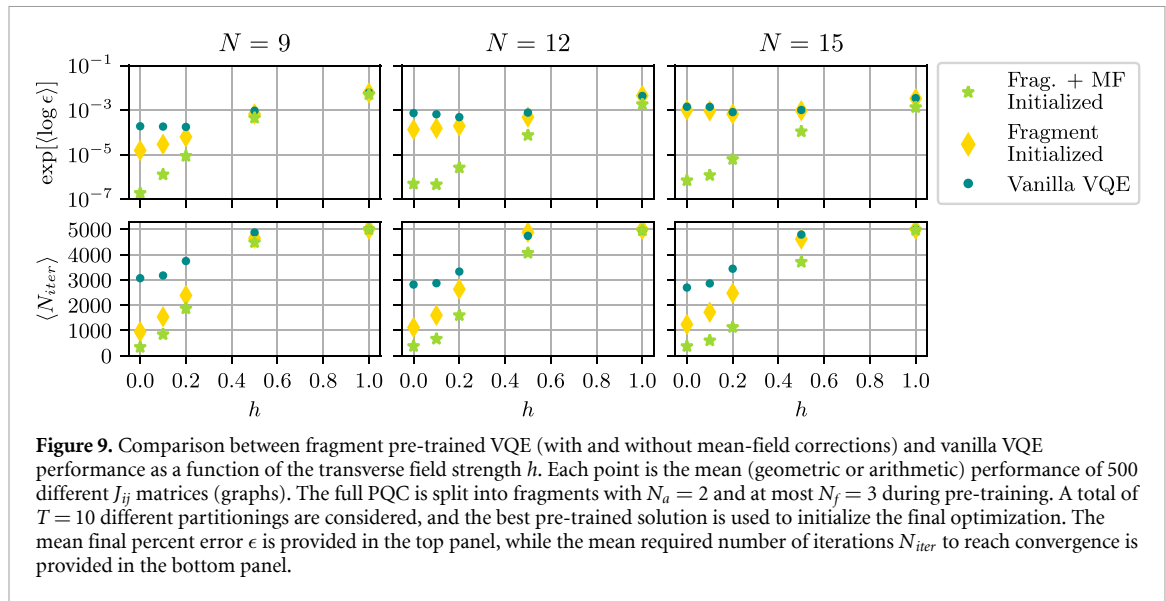 N = 9
N = 12
N = 15
exp[⟨log ϵ⟩]
10⁻¹
10⁻³
10⁻⁵
10⁻⁷
Frag. + MF
Initialized
Fragment
Initialized
Vanilla VQE
⟨N_iter⟩
5000
4000
3000
2000
1000
0
0.0 0.2 0.4 0.6 0.8 1.0
0.0 0.2 0.4 0.6 0.8 1.0
0.0 0.2 0.4 0.6 0.8 1.0
h
h
h
Figure 9. Comparison between fragment pre-trained VQE (with and without mean-field corrections) and vanilla VQE
performance as a function of the transverse field strength h. Each point is the mean (geometric or arithmetic) performance of 500
different J_ij matrices (graphs). The full PQC is split into fragments with N_a = 2 and at most N_f = 3 during pre-training. A total of
T = 10 different partitionings are considered, and the best pre-trained solution is used to initialize the final optimization. The
mean final percent error ϵ is provided in the top panel, while the mean required number of iterations N_iter to reach convergence is
provided in the bottom panel.